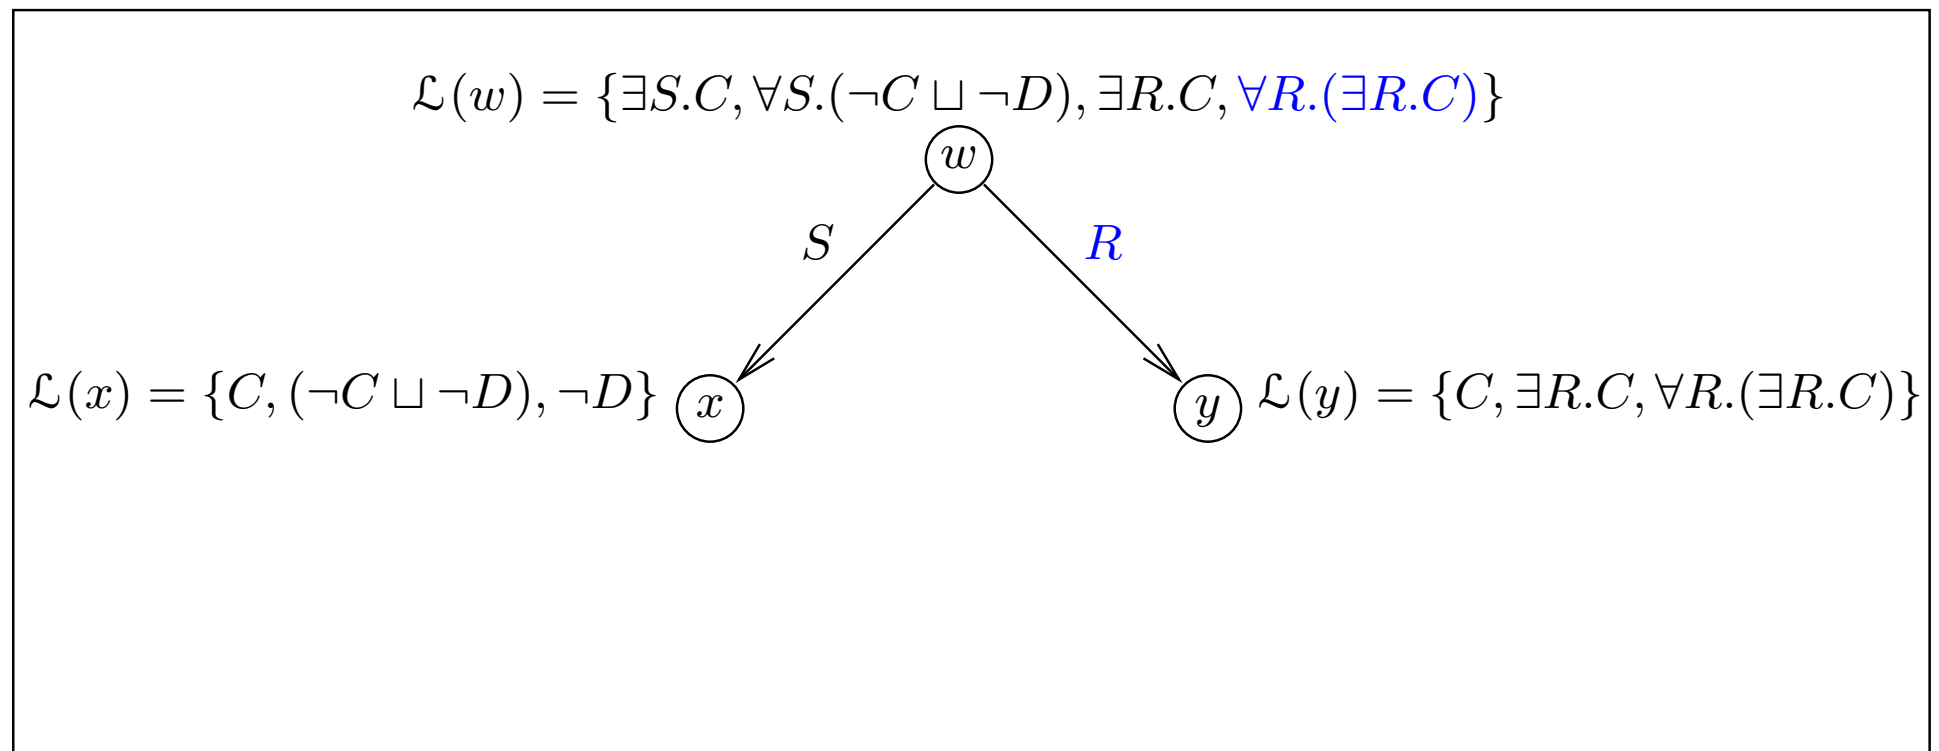 ℒ(w) = {∃S.C, ∀S.(¬C ⊔ ¬D), ∃R.C, ∀R.(∃R.C)}
w
S R
ℒ(x) = {C, (¬C ⊔ ¬D), ¬D} x y ℒ(y) = {C, ∃R.C, ∀R.(∃R.C)}